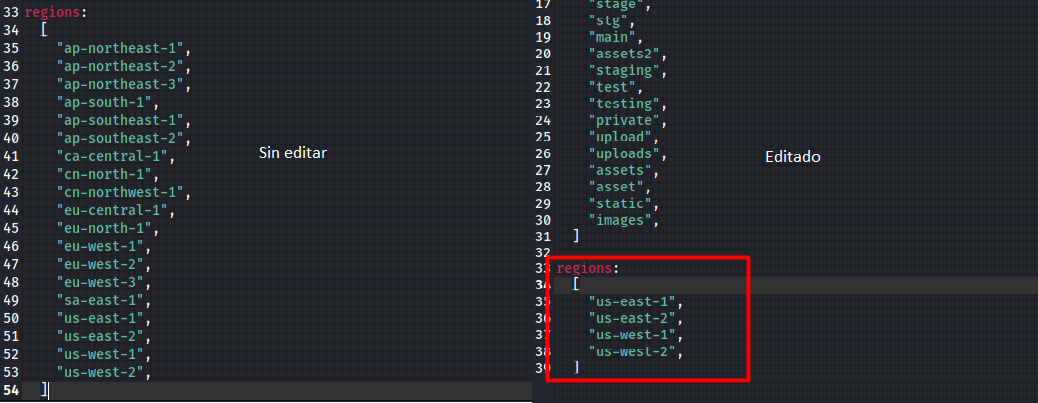 33 regions:
34 [
35 "ap-northeast-1",
36 "ap-northeast-2",
37 "ap-northeast-3",
38 "ap-south-1",
39 "ap-southeast-1",
40 "ap-southeast-2",
41 "ca-central-1",
42 "cn-north-1",
43 "cn-northwest-1",
44 "eu-central-1",
45 "eu-north-1",
46 "eu-west-1",
47 "eu-west-2",
48 "eu-west-3",
49 "sa-east-1",
50 "us-east-1",
51 "us-east-2",
52 "us-west-1",
53 "us-west-2",
54 ]
Sin editar
17 "stage",
18 "stg",
19 "main",
20 "assets2",
21 "staging",
22 "test",
23 "testing",
24 "private",
25 "upload",
26 "uploads",
27 "assets",
28 "asset",
29 "static",
30 "images",
31 ]
32
33 regions:
34 [
35 "us-east-1",
36 "us-east-2",
37 "us-west-1",
38 "us-west-2",
39 ]
Editado